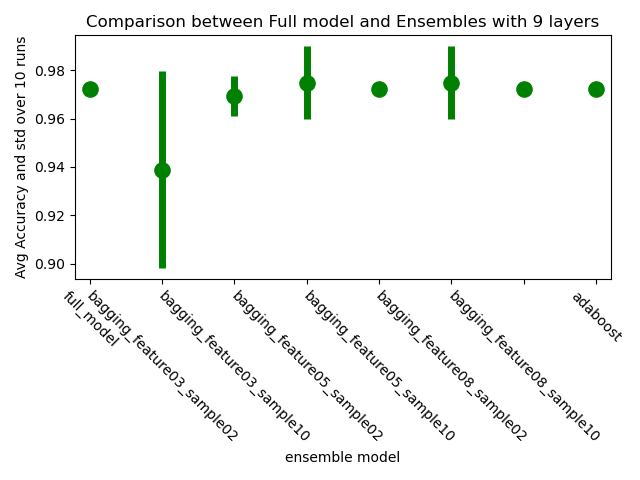 Comparison between Full model and Ensembles with 9 layers
Avg Accuracy and std over 10 runs
0.98
0.96
0.94
0.92
0.90
full_model
bagging_feature03_sample02
bagging_feature03_sample10
bagging_feature05_sample02
bagging_feature05_sample10
bagging_feature08_sample02
bagging_feature08_sample10
adaboost
ensemble model